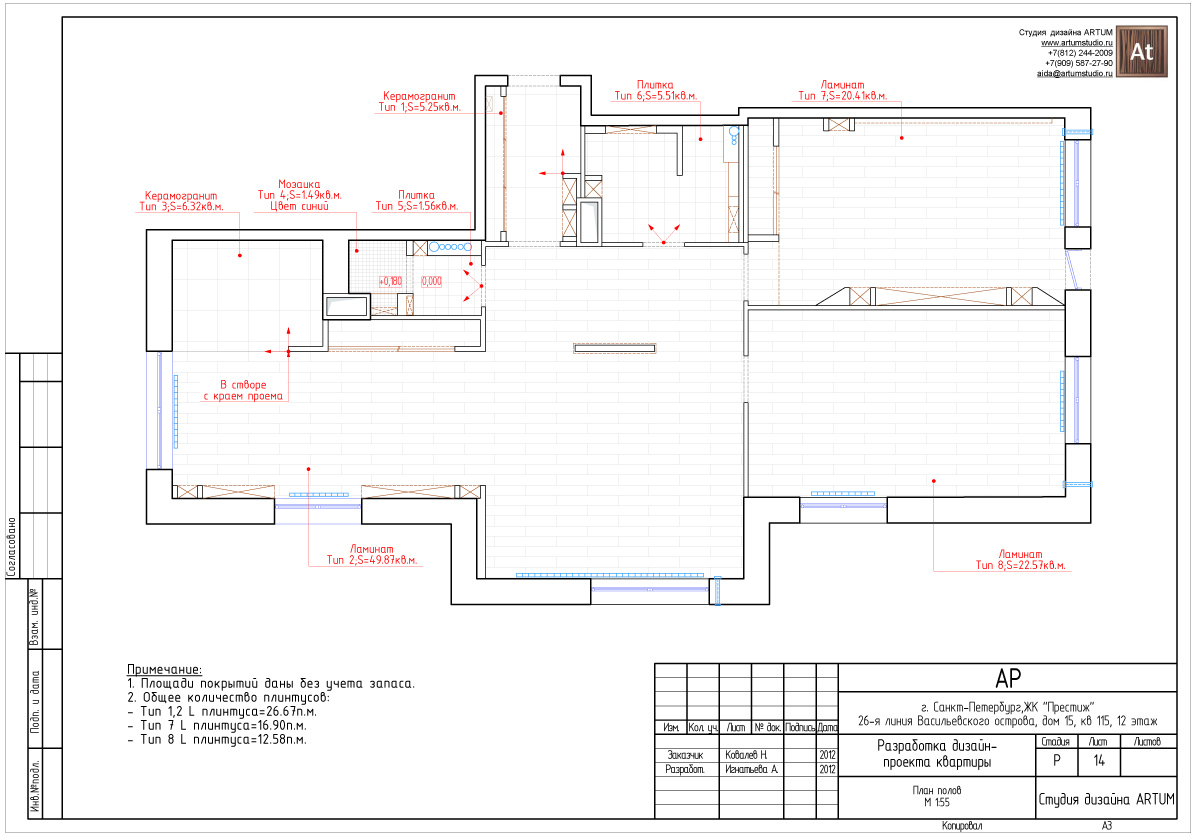 Студия дизайна ARTUM
www.artumstudio.ru
+7(812) 244-2009
+7(909) 587-27-90
aida@artumstudio.ru
At
Керамогранит
Тип 1;S=5.25кв.м.
Плитка
Тип 6;S=5.51кв.м.
Ламинат
Тип 7;S=20.41кв.м.
Керамогранит
Тип 3;S=6.32кв.м.
Мозаика
Тип 4;S=1.49кв.м.
Цвет синий
Плитка
Тип 5;S=1.56кв.м.
+0,180
0,000
В створе
с краем проема
Ламинат
Тип 2;S=49.87кв.м.
Ламинат
Тип 8;S=22.57кв.м.
Согласовано
Взам. инд.№
Подп. и дата
Инв.№подл.
Примечание:
1. Площади покрытий даны без учета запаса.
2. Общее количество плинтусов:
- Тип 1,2 L плинтуса=26.67п.м.
- Тип 7 L плинтуса=16.90п.м.
- Тип 8 L плинтуса=12.58п.м.
Изм. Кол. уч. Лист № док. Подпись Дата
Заказчик Ковалев Н. 2012
Разработ. Игнатьева А. 2012
АР
г. Санкт-Петербург,ЖК "Престиж"
26-я линия Васильевского острова, дом 15, кв 115, 12 этаж
Разработка дизайн-
проекта квартиры
Стадия Лист Листов
Р 14
План полов
М 1:55
Студия дизайна ARTUM
Копировал А3